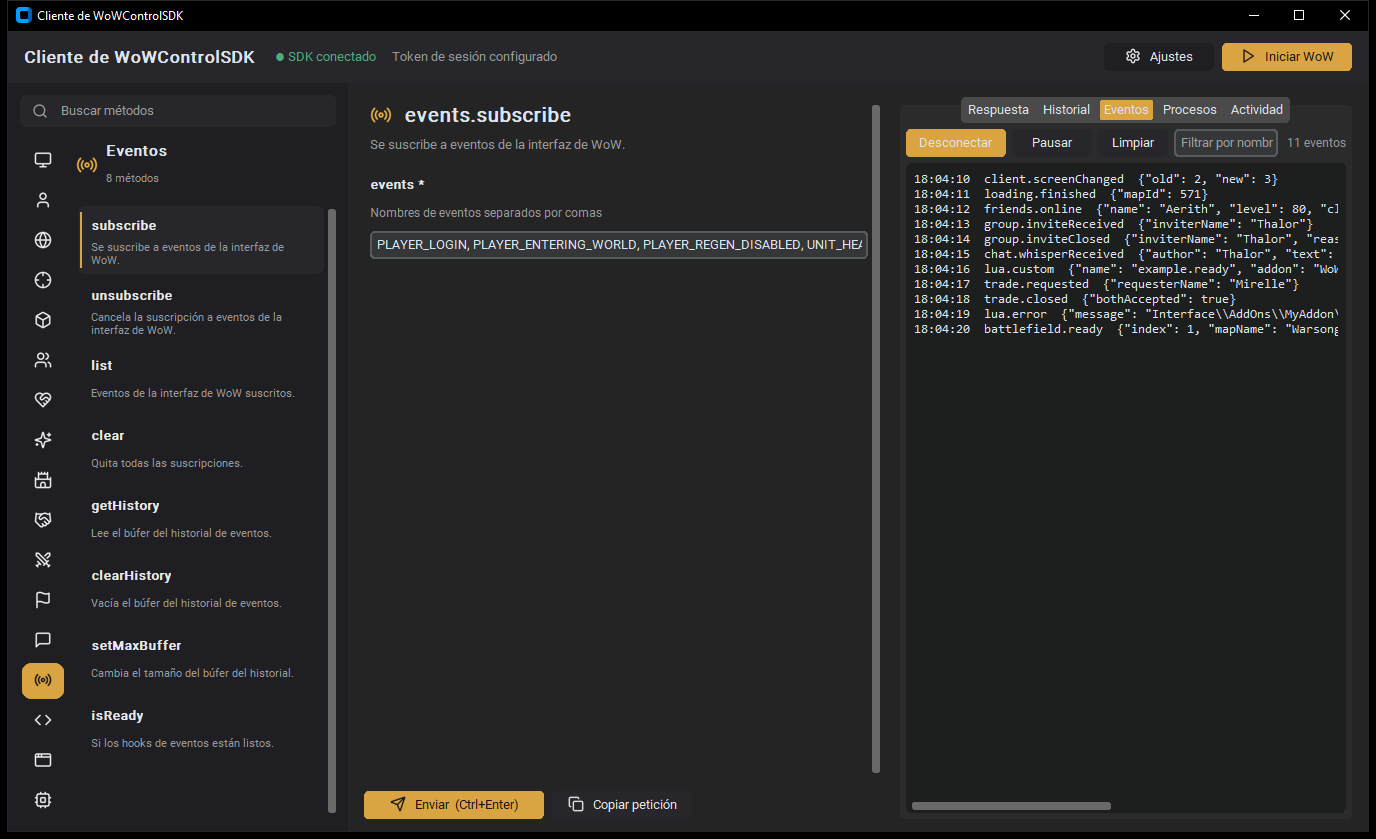 Cliente de WoWControlSDK
Cliente de WoWControlSDK
SDK conectado
Token de sesión configurado
Ajustes
Iniciar WoW
Buscar métodos
Eventos
8 métodos
subscribe
Se suscribe a eventos de la interfaz de
WoW.
unsubscribe
Cancela la suscripción a eventos de la
interfaz de WoW.
list
Eventos de la interfaz de WoW suscritos.
clear
Quita todas las suscripciones.
getHistory
Lee el búfer del historial de eventos.
clearHistory
Vacía el búfer del historial de eventos.
setMaxBuffer
Cambia el tamaño del búfer del historial.
isReady
Si los hooks de eventos están listos.
events.subscribe
Se suscribe a eventos de la interfaz de WoW.
events *
Nombres de eventos separados por comas
PLAYER_LOGIN, PLAYER_ENTERING_WORLD, PLAYER_REGEN_DISABLED, UNIT_HEA
Enviar (Ctrl+Enter)
Copiar petición
Respuesta Historial Eventos Procesos Actividad
Desconectar Pausar Limpiar Filtrar por nombr 11 eventos
18:04:10 client.screenChanged {"old": 2, "new": 3}
18:04:11 loading.finished {"mapId": 571}
18:04:12 friends.online {"name": "Aerith", "level": 80, "cl
18:04:13 group.inviteReceived {"inviterName": "Thalor"}
18:04:14 group.inviteClosed {"inviterName": "Thalor", "reas
18:04:15 chat.whisperReceived {"author": "Thalor", "text":
18:04:16 lua.custom {"name": "example.ready", "addon": "WoW
18:04:17 trade.requested {"requesterName": "Mirelle"}
18:04:18 trade.closed {"bothAccepted": true}
18:04:19 lua.error {"message": "Interface\\AddOns\\MyAddon\
18:04:20 battlefield.ready {"index": 1, "mapName": "Warsong